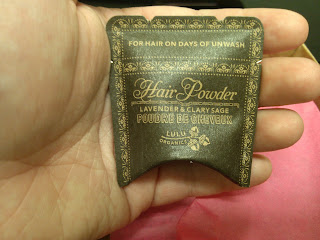 FOR HAIR ON DAYS OF UNWASH
Hair Powder
LAVENDER & CLARY SAGE
POUDRE DE CHEVEUX
LULU
ORGANICS